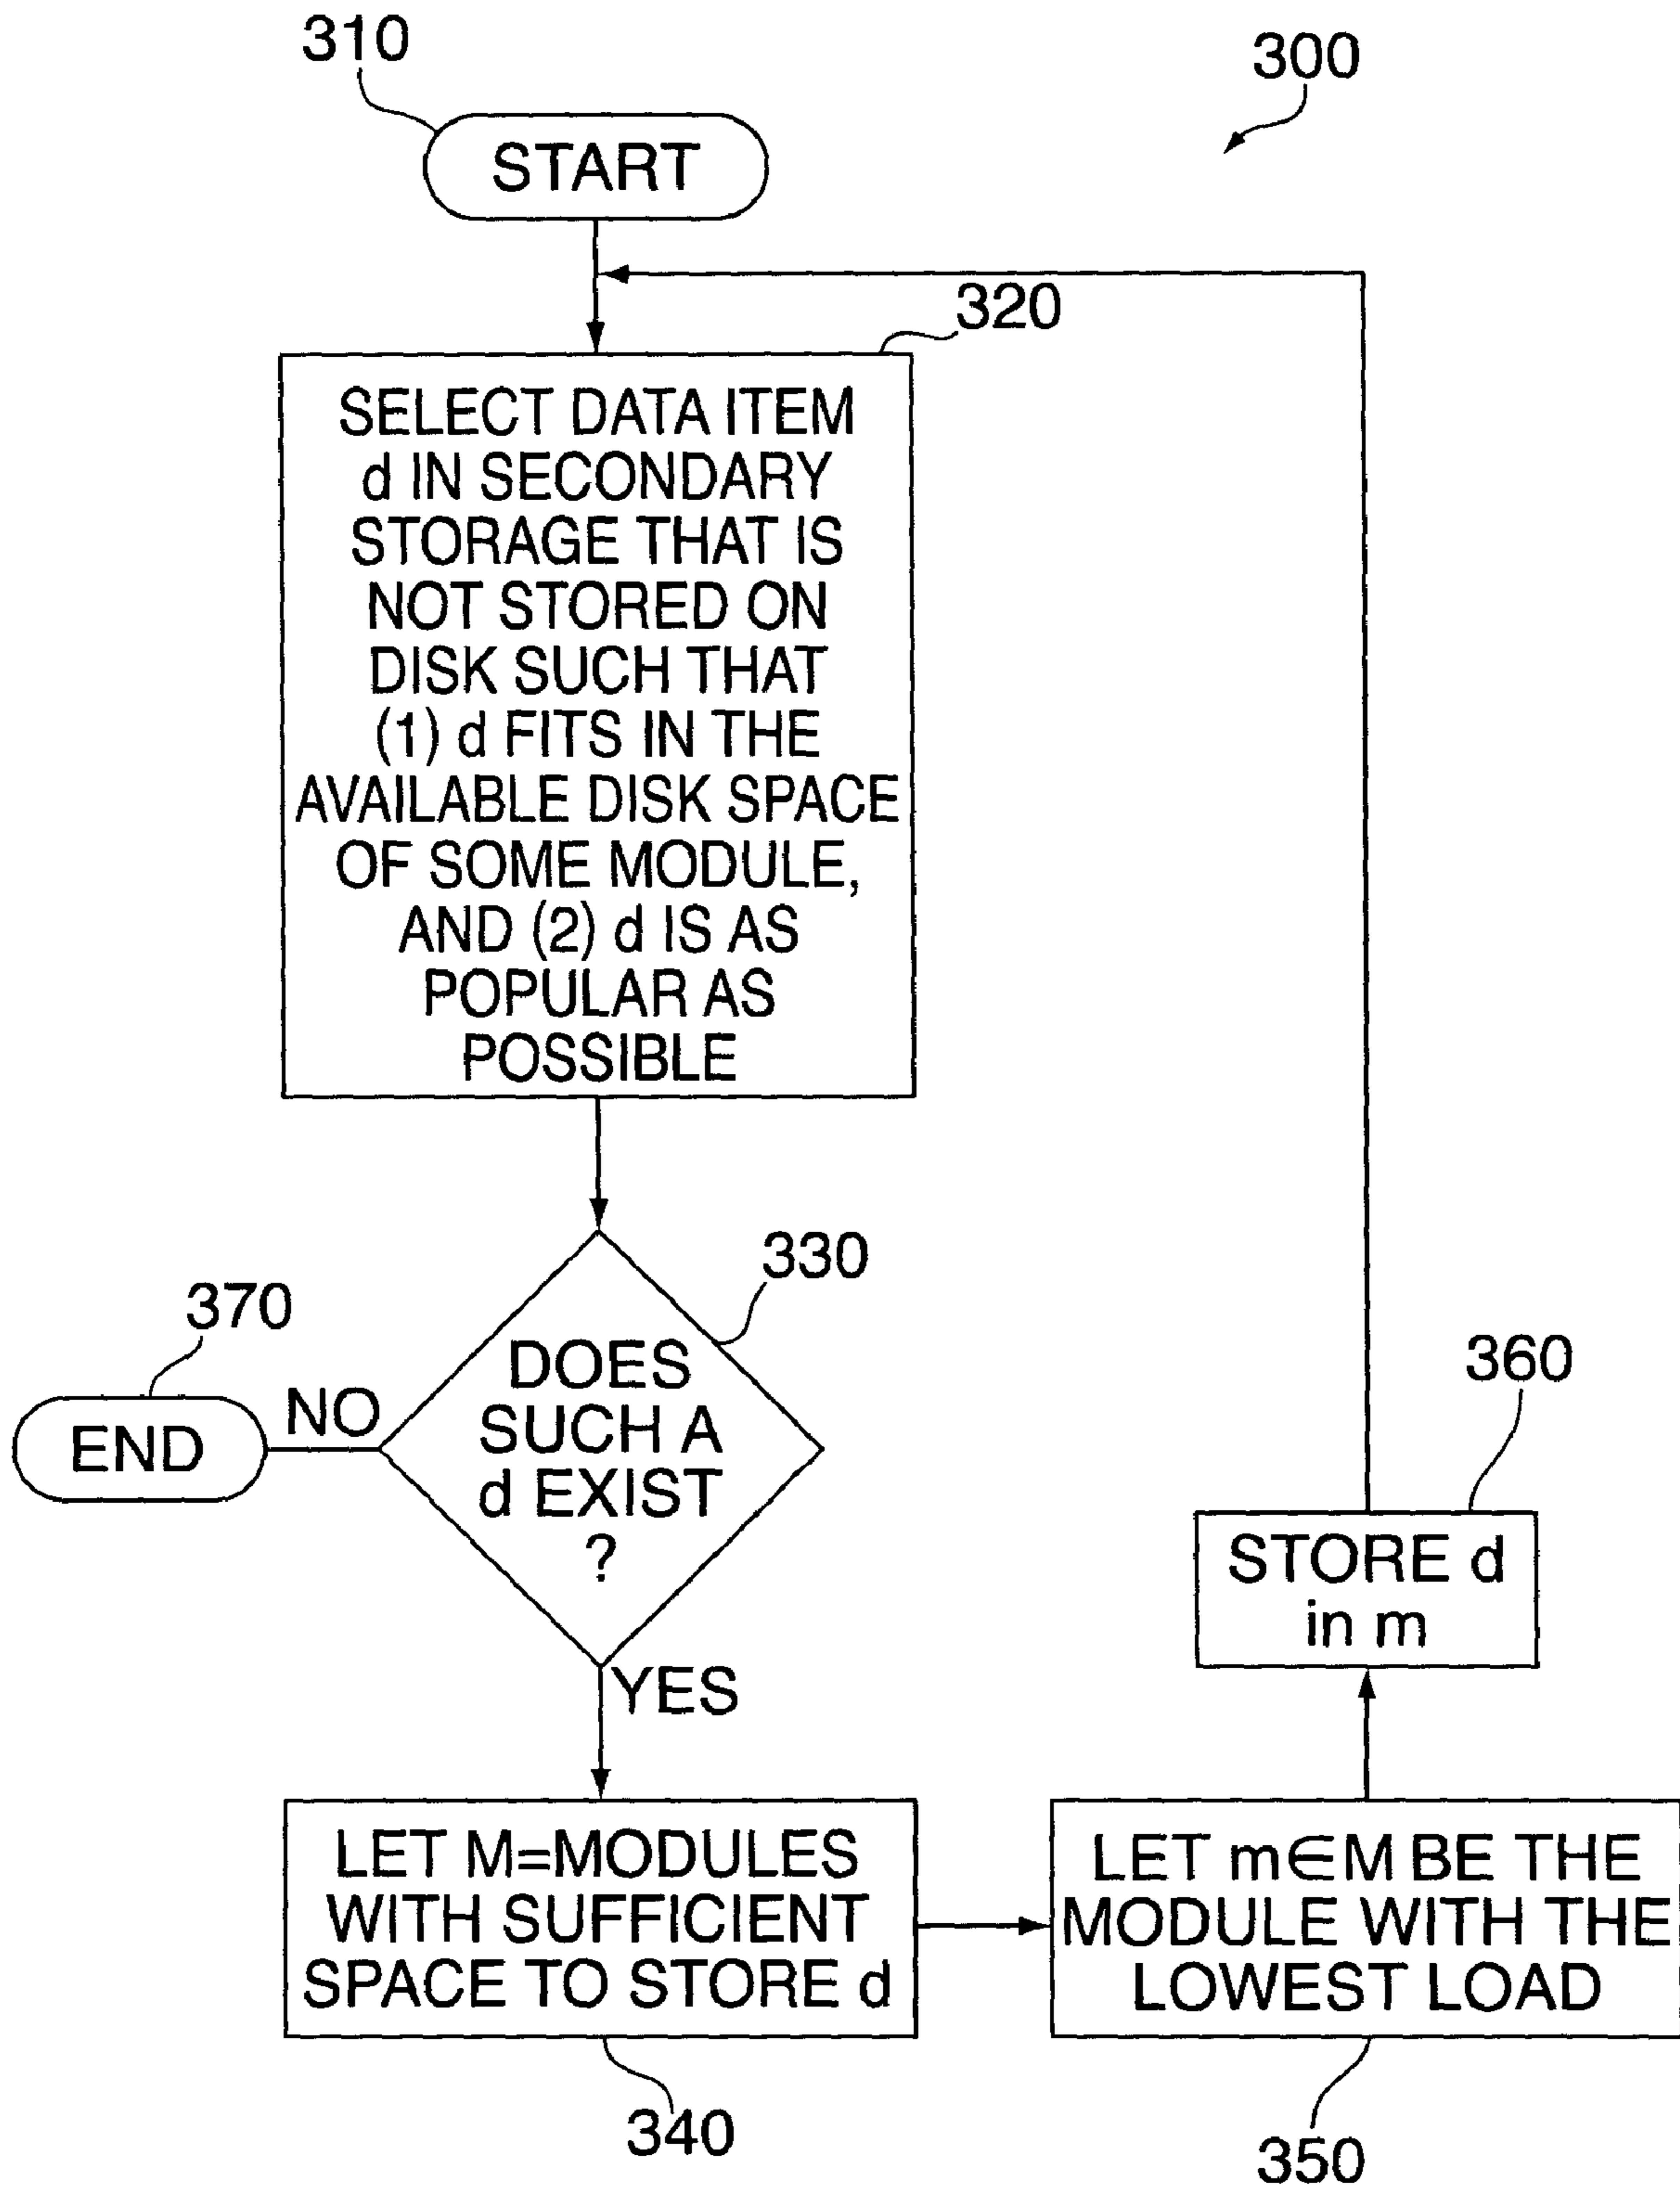 310
300
START
320
SELECT DATA ITEM
d IN SECONDARY
STORAGE THAT IS
NOT STORED ON
DISK SUCH THAT
(1) d FITS IN THE
AVAILABLE DISK SPACE
OF SOME MODULE,
AND (2) d IS AS
POPULAR AS
POSSIBLE
330
370
DOES
SUCH A
d EXIST
?
NO
END
YES
360
STORE d
in m
LET M=MODULES
WITH SUFFICIENT
SPACE TO STORE d
LET m∈M BE THE
MODULE WITH THE
LOWEST LOAD
340
350